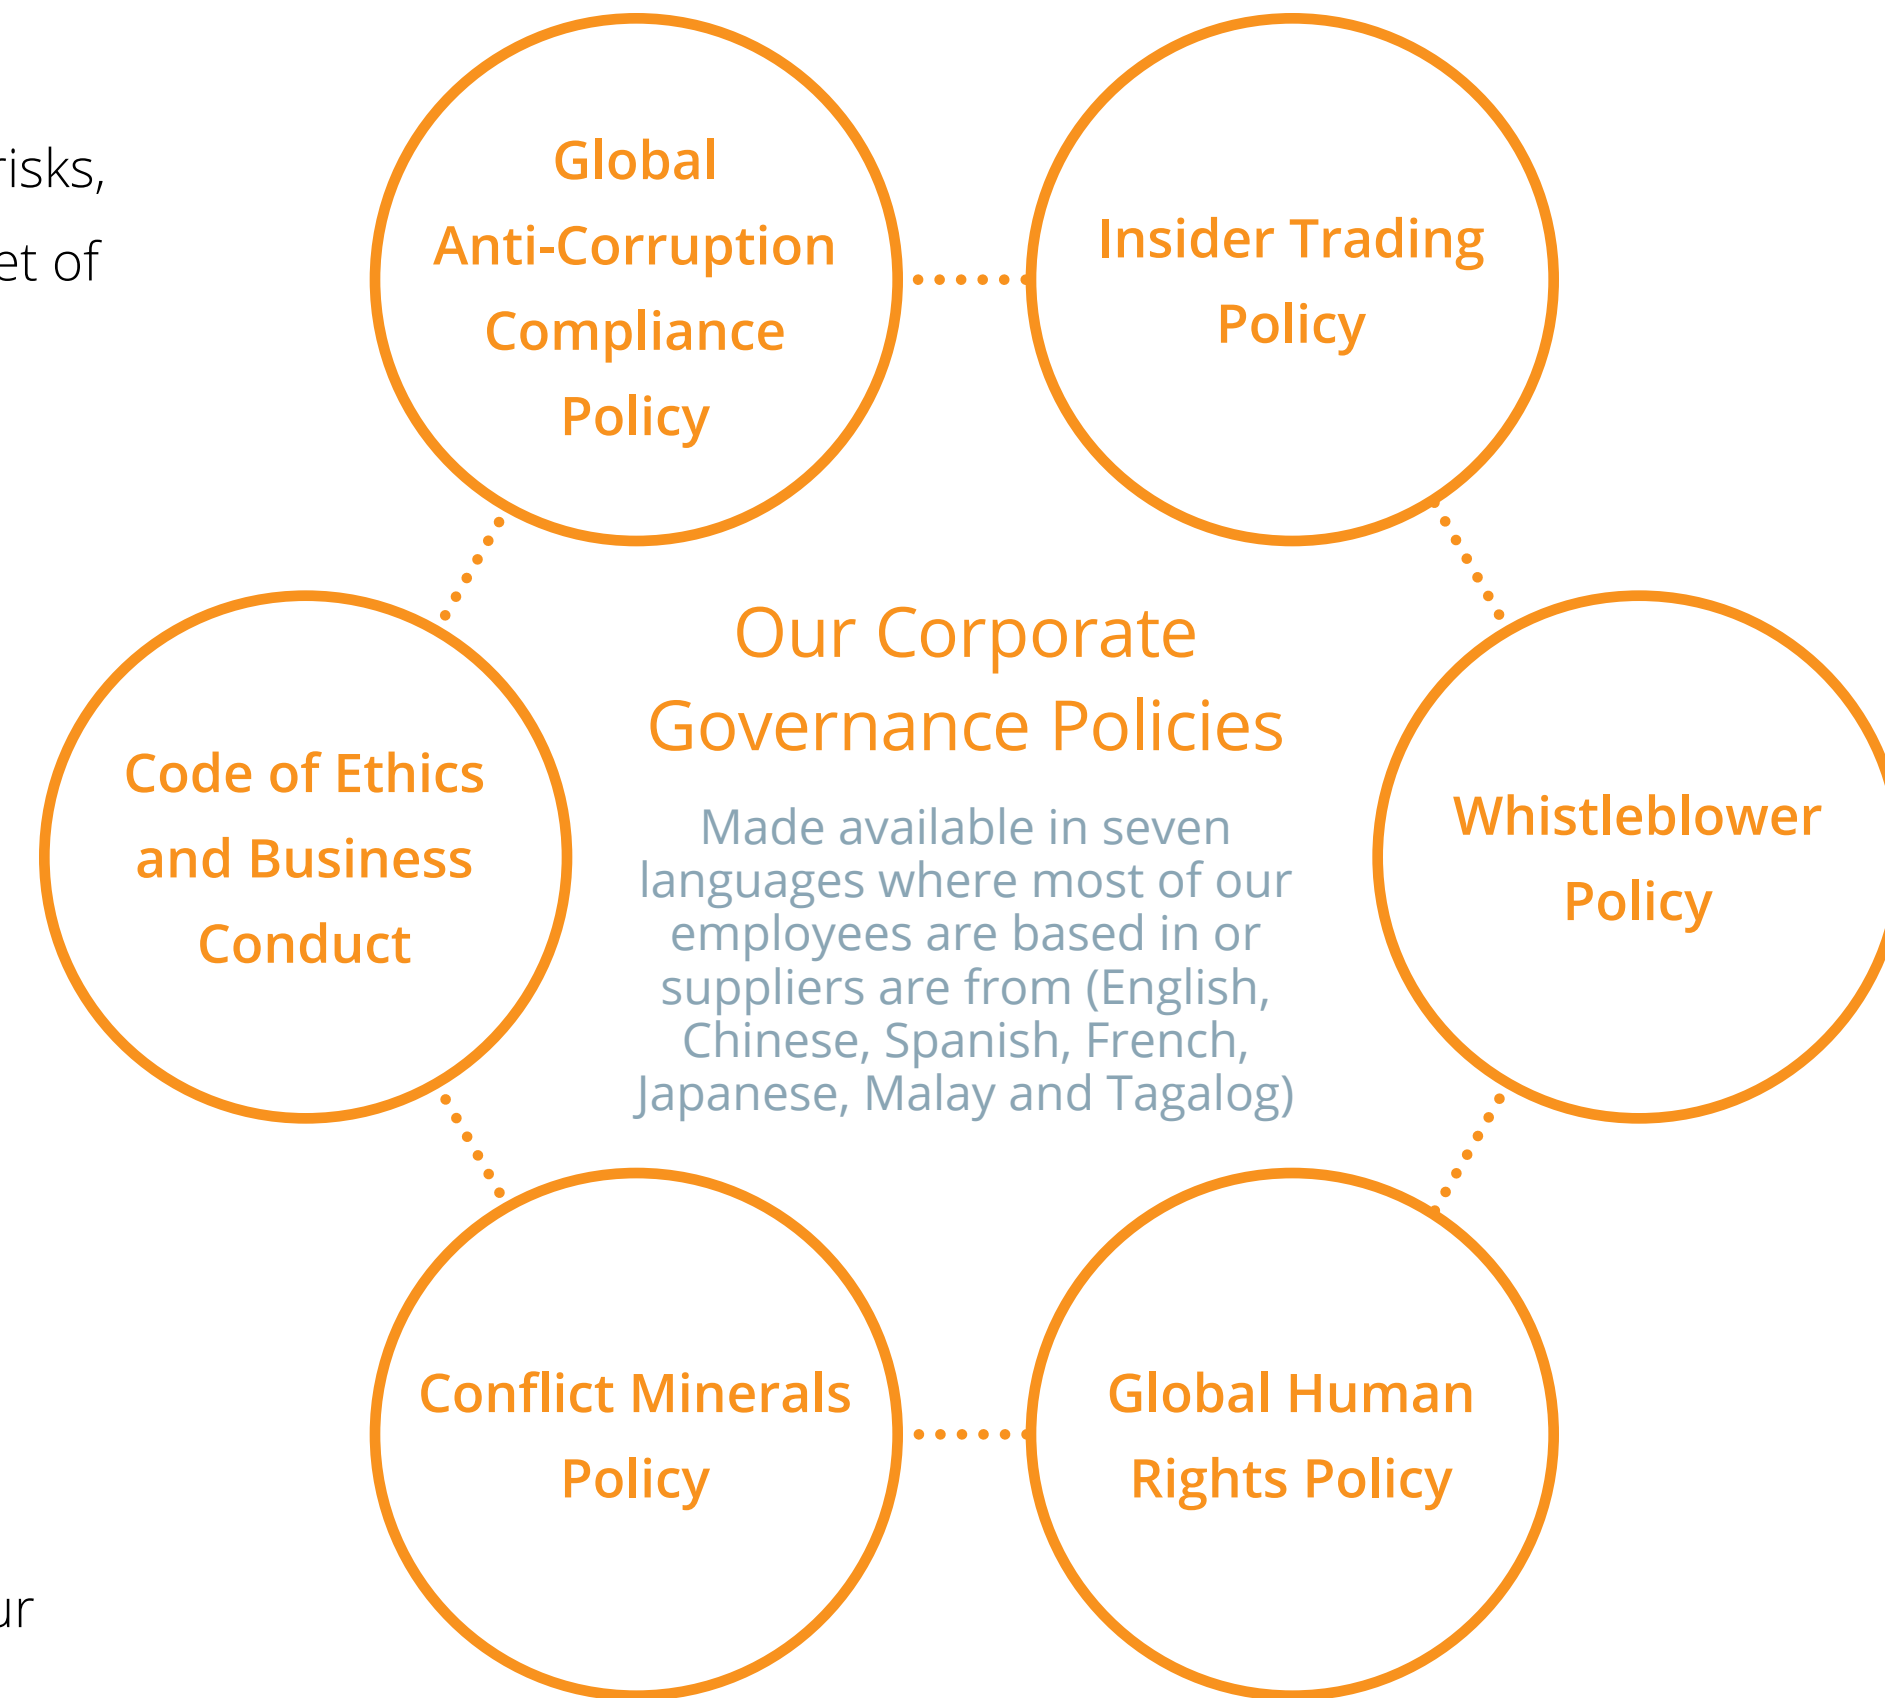 risks,
et of
Global
Anti-Corruption
Compliance
Policy
Insider Trading
Policy
Our Corporate
Governance Policies
Made available in seven
languages where most of our
employees are based in or
suppliers are from (English,
Chinese, Spanish, French,
Japanese, Malay and Tagalog)
Code of Ethics
and Business
Conduct
Whistleblower
Policy
Conflict Minerals
Policy
Global Human
Rights Policy
ur